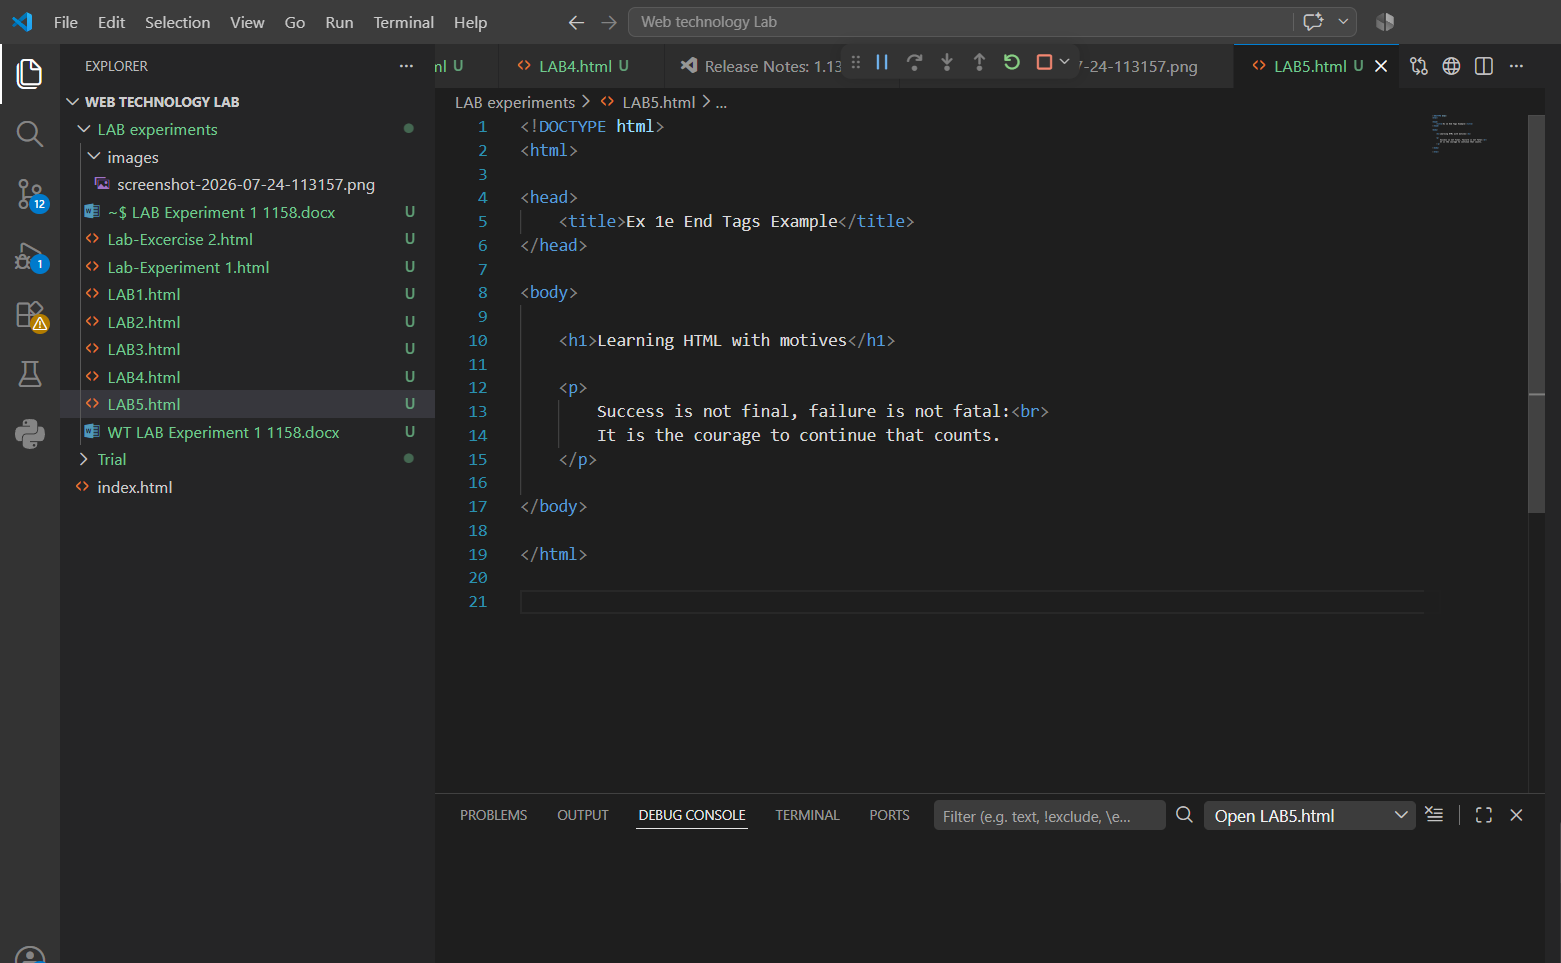 File Edit Selection View Go Run Terminal Help
Web technology Lab
EXPLORER
WEB TECHNOLOGY LAB
LAB experiments
images
screenshot-2026-07-24-113157.png
~$ LAB Experiment 1 1158.docx U
Lab-Excercise 2.html U
Lab-Experiment 1.html U
LAB1.html U
LAB2.html U
LAB3.html U
LAB4.html U
LAB5.html U
WT LAB Experiment 1 1158.docx U
Trial
index.html
12
1
ml U LAB4.html U Release Notes: 1.13 7-24-113157.png LAB5.html U
LAB experiments > LAB5.html > ...
1 <!DOCTYPE html>
2 <html>
3
4 <head>
5 <title>Ex 1e End Tags Example</title>
6 </head>
7
8 <body>
9
10 <h1>Learning HTML with motives</h1>
11
12 <p>
13 Success is not final, failure is not fatal:<br>
14 It is the courage to continue that counts.
15 </p>
16
17 </body>
18
19 </html>
20
21
PROBLEMS OUTPUT DEBUG CONSOLE TERMINAL PORTS Filter (e.g. text, !exclude, \e... Open LAB5.html